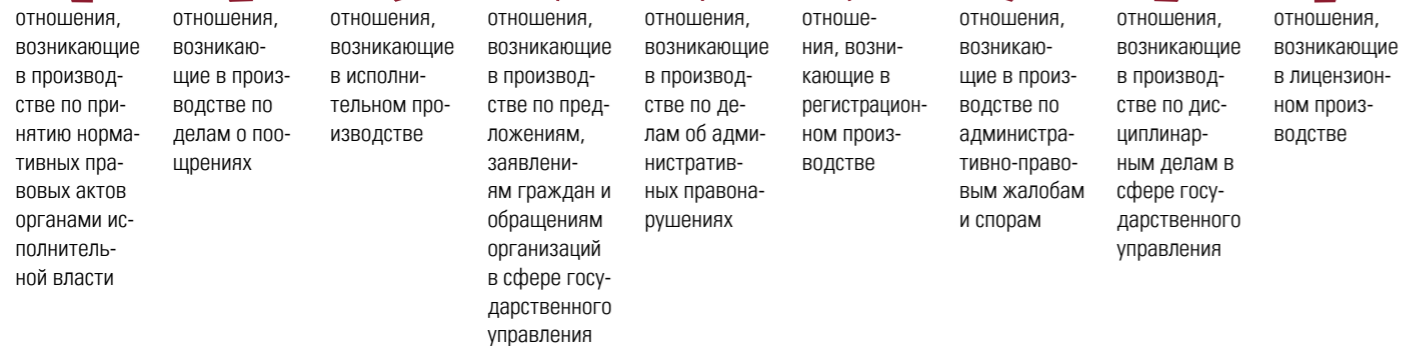 отношения,
возникающие
в производ-
стве по при-
нятию норма-
тивных пра-
вовых актов
органами ис-
полнитель-
ной власти
отношения,
возникаю-
щие в произ-
водстве по
делам о поо-
щрениях
отношения,
возникающие
в исполни-
тельном про-
изводстве
отношения,
возникающие
в производ-
стве по пред-
ложениям,
заявлени-
ям граждан и
обращениям
организаций
в сфере госу-
дарственного
управления
отношения,
возникающие
в производ-
стве по де-
лам об адми-
нистратив-
ных правона-
рушениях
отноше-
ния, возни-
кающие в
регистрацион-
ном произ-
водстве
отношения,
возникаю-
щие в произ-
водстве по
администра-
тивно-право-
вым жалобам
и спорам
отношения,
возникающие
в производ-
стве по дис-
циплинар-
ным делам в
сфере госу-
дарственного
управления
отношения,
возникающие
в лицензион-
ном произ-
водстве